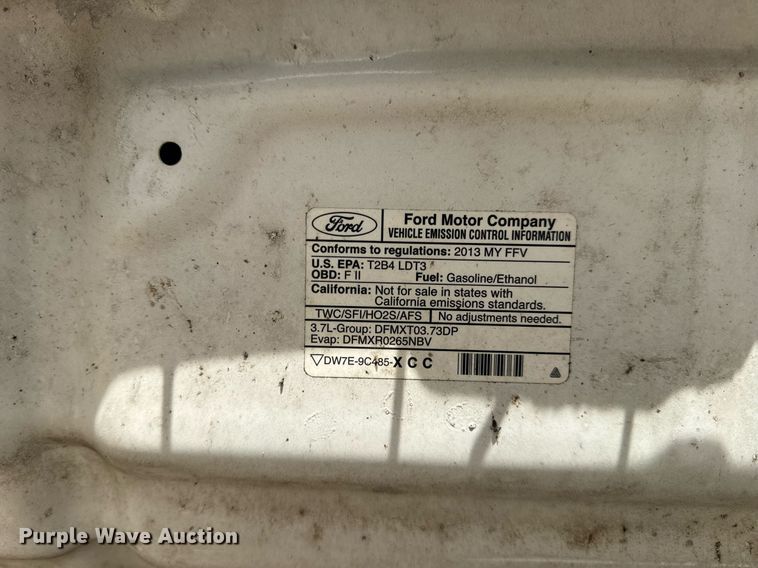 Ford
Ford Motor Company
VEHICLE EMISSION CONTROL INFORMATION
Conforms to regulations: 2013 MY FFV
U.S. EPA: T2B4 LDT3
OBD: F II Fuel: Gasoline/Ethanol
California: Not for sale in states with
California emissions standards.
TWC/SFI/HO2S/AFS No adjustments needed.
3.7L-Group: DFMXT03.73DP
Evap: DFMXR0265NBV
DW7E-9C485-XCC
Purple Wave Auction